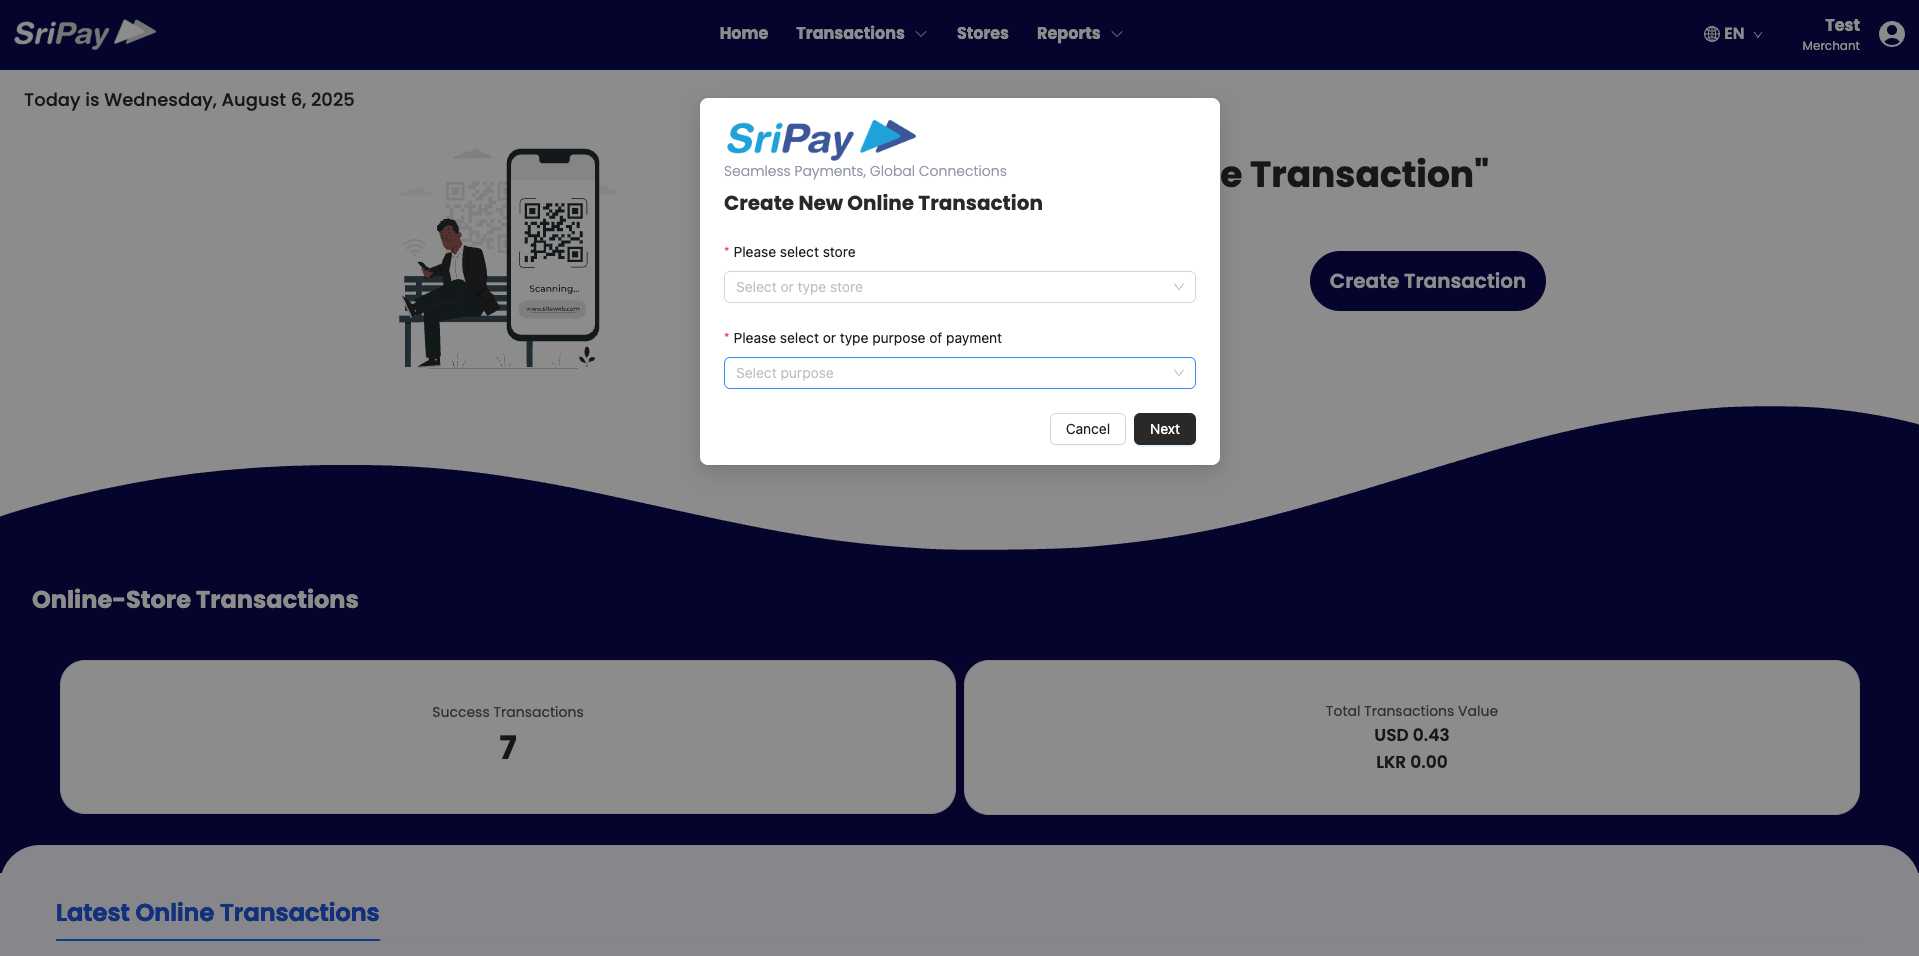 SriPay
Home
Transactions
Stores
Reports
EN
Test
Merchant
Today is Wednesday, August 6, 2025
SriPay
Seamless Payments, Global Connections
Create New Online Transaction
* Please select store
Select or type store
* Please select or type purpose of payment
Select purpose
Cancel
Next
e Transaction"
Create Transaction
Scanning...
www.siteweb.com
Online-Store Transactions
Success Transactions
7
Total Transactions Value
USD 0.43
LKR 0.00
Latest Online Transactions